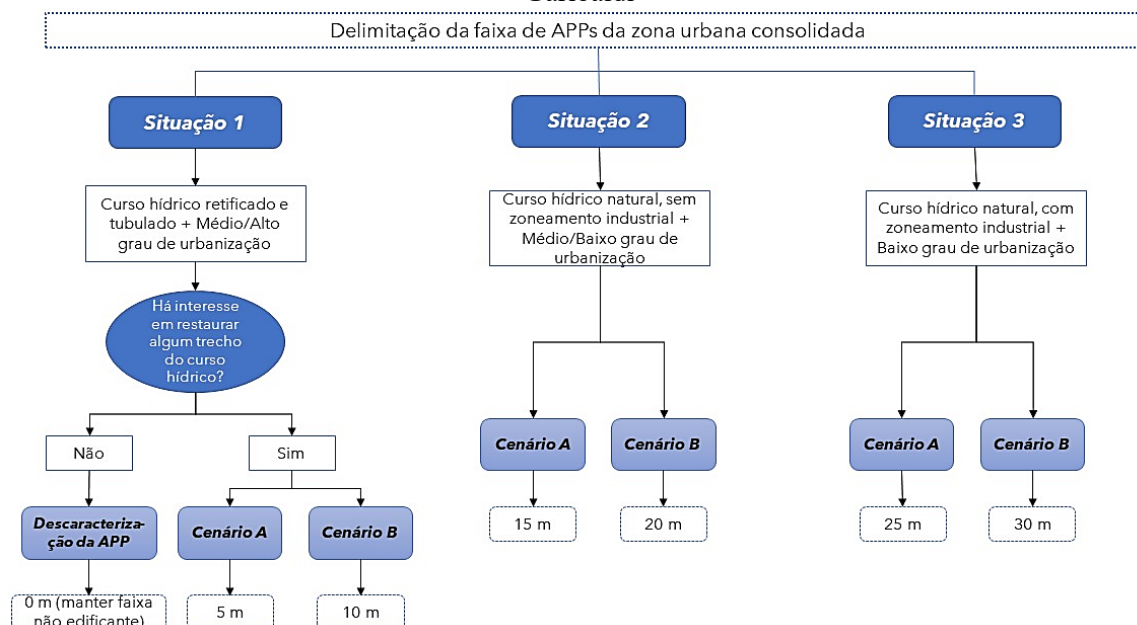 Delimitação da faixa de APPs da zona urbana consolidada
Situação 1
Situação 2
Situação 3
Curso hídrico retificado e
tubulado + Médio/Alto
grau de urbanização
Curso hídrico natural, sem
zoneamento industrial +
Médio/Baixo grau de
urbanização
Curso hídrico natural, com
zoneamento industrial +
Baixo grau de urbanização
Há interesse
em restaurar
algum trecho
do curso
hídrico?
Não
Sim
Cenário A
Cenário B
Cenário A
Cenário B
Descaracteriza-
ção da APP
Cenário A
Cenário B
15 m
20 m
25 m
30 m
0 m (manter faixa
não edificante)
5 m
10 m